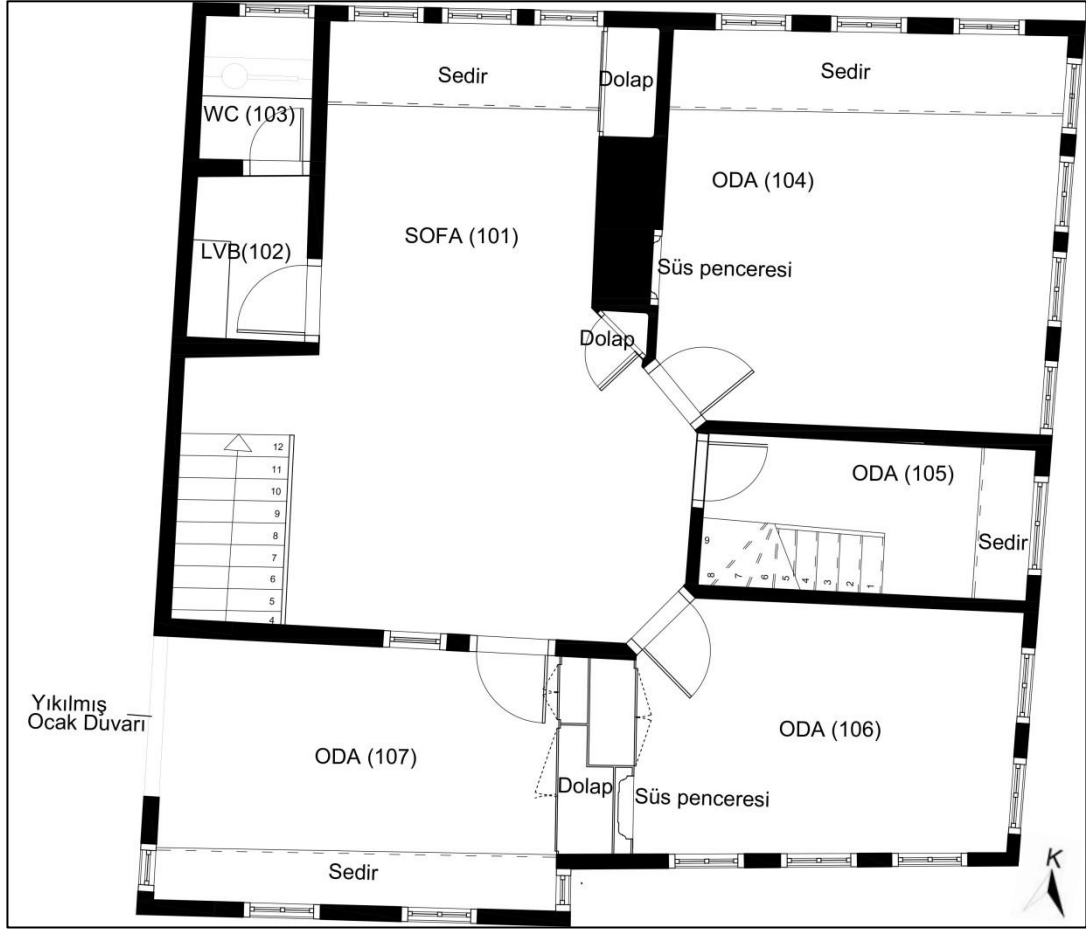 Sedir
Dolap
Sedir
WC (103)
ODA (104)
SOFA (101)
LVB(102)
Süs penceresi
Dolap
12
11
10
9
8
7
6
5
4
ODA (105)
Sedir
9
8
7
6
5
4
3
2
1
Yıkılmış
Ocak Duvarı
ODA (107)
ODA (106)
Dolap
Süs penceresi
Sedir
K